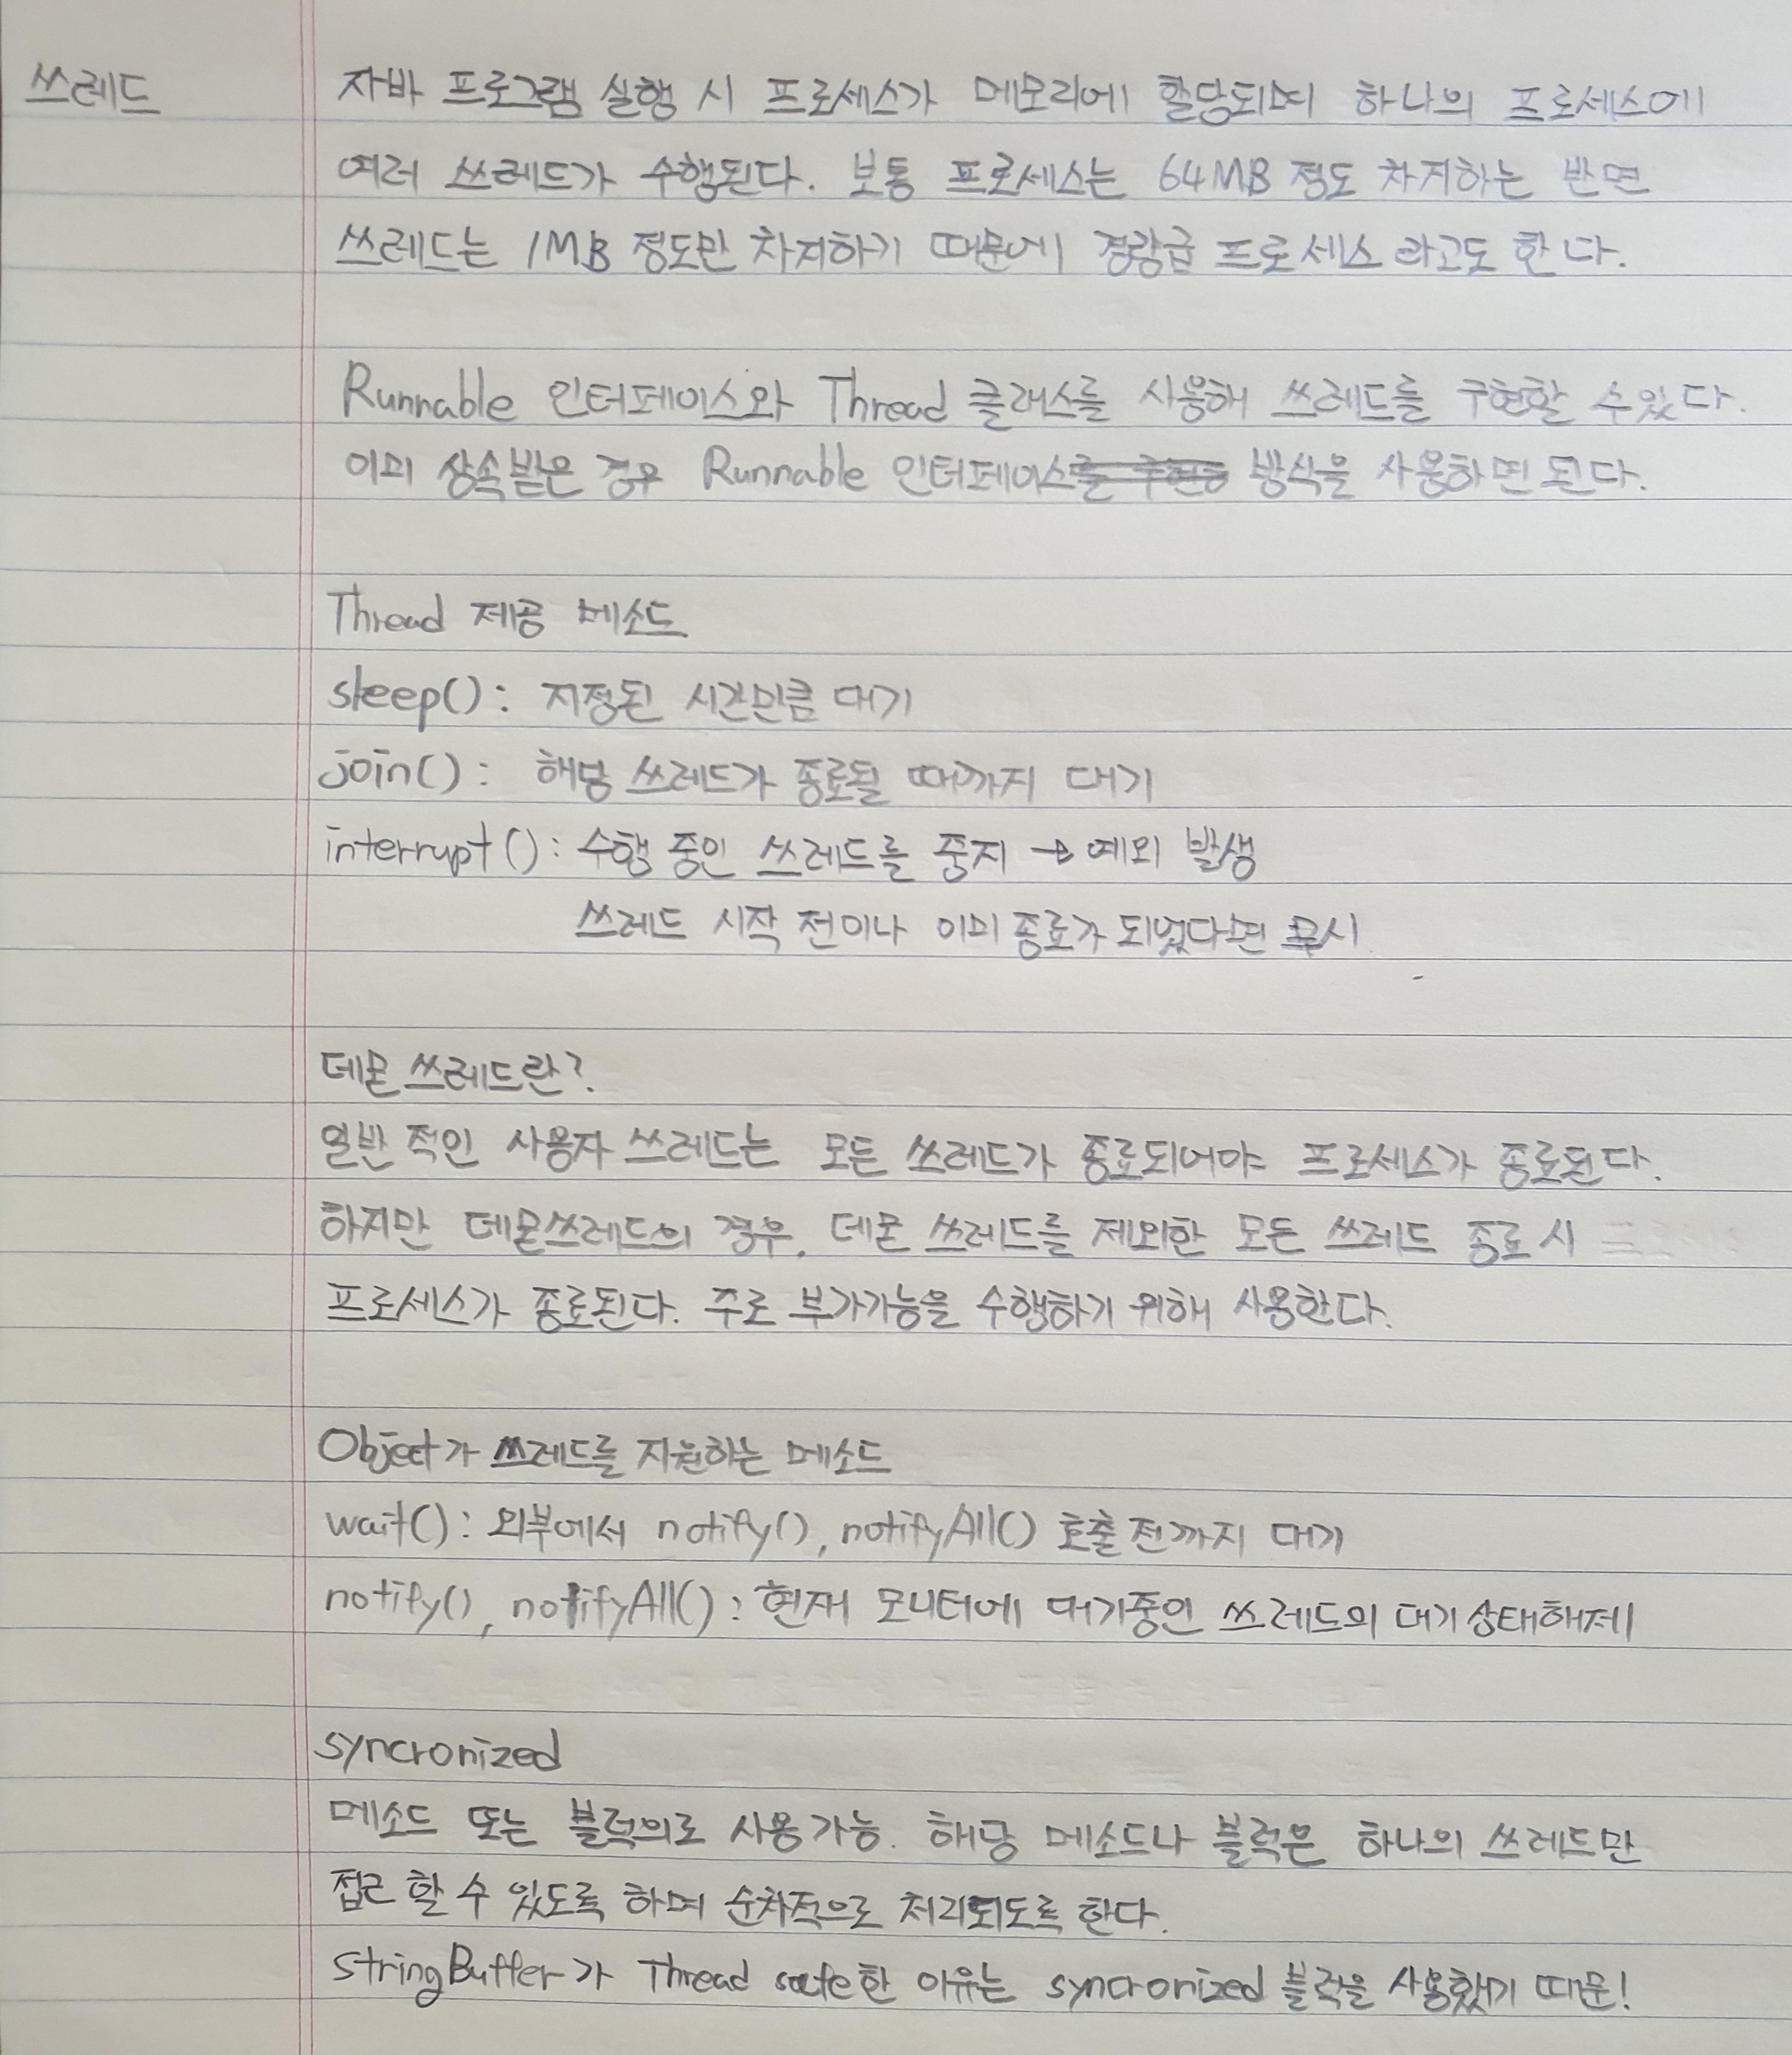 쓰레드
자바 프로그램 실행 시 프로세스가 메모리에 할당되며 하나의 프로세스에
여러 쓰레드가 수행된다. 보통 프로세스는 64MB 정도 차지하는 반면
쓰레드는 1MB 정도만 차지하기 때문에 경량급 프로세스 라고도 한다.
Runnable 인터페이스와 Thread 클래스를 사용해 쓰레드를 구현할 수 있다.
이미 상속받은 경우 Runnable 인터페이스 방식을 사용하면 된다.
Thread 제공 메소드
sleep(): 지정된 시간만큼 대기
join(): 해당 쓰레드가 종료될 때까지 대기
interrupt(): 수행 중인 쓰레드를 중지 → 예외 발생
쓰레드 시작 전이나 이미 종료가 되었다면 무시
데몬 쓰레드란?
일반적인 사용자 쓰레드는 모든 쓰레드가 종료되어야 프로세스가 종료된다.
하지만 데몬쓰레드의 경우, 데몬 쓰레드를 제외한 모든 쓰레드 종료 시
프로세스가 종료된다. 주로 부가기능을 수행하기 위해 사용한다.
Object가 쓰레드를 지원하는 메소드
wait(): 외부에서 notify(), notifyAll() 호출 전까지 대기
notify(), notifyAll(): 현재 모니터에 대기중인 쓰레드의 대기상태해제
syncronized
메소드 또는 블럭의로 사용가능. 해당 메소드나 블럭은 하나의 쓰레드만
접근 할 수 있도록 하며 순차적으로 처리되도록 한다.
StringBuffer가 Thread safe한 이유는 syncronized 블럭을 사용했기 때문!